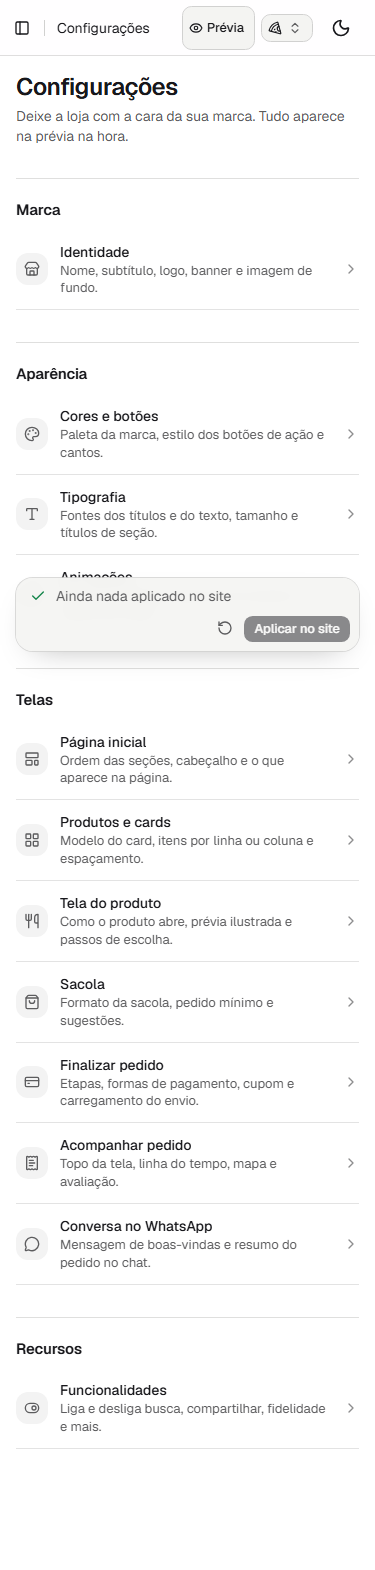 Configurações
Prévia
Configurações
Deixe a loja com a cara da sua marca. Tudo aparece
na prévia na hora.
Marca
Identidade
Nome, subtítulo, logo, banner e imagem de
fundo.
Aparência
Cores e botões
Paleta da marca, estilo dos botões de ação e
cantos.
Tipografia
Fontes dos títulos e do texto, tamanho e
títulos de seção.
Animações
Ainda nada aplicado no site
Aplicar no site
Telas
Página inicial
Ordem das seções, cabeçalho e o que
aparece na página.
Produtos e cards
Modelo do card, itens por linha ou coluna e
espaçamento.
Tela do produto
Como o produto abre, prévia ilustrada e
passos de escolha.
Sacola
Formato da sacola, pedido mínimo e
sugestões.
Finalizar pedido
Etapas, formas de pagamento, cupom e
carregamento do envio.
Acompanhar pedido
Topo da tela, linha do tempo, mapa e
avaliação.
Conversa no WhatsApp
Mensagem de boas-vindas e resumo do
pedido no chat.
Recursos
Funcionalidades
Liga e desliga busca, compartilhar, fidelidade
e mais.